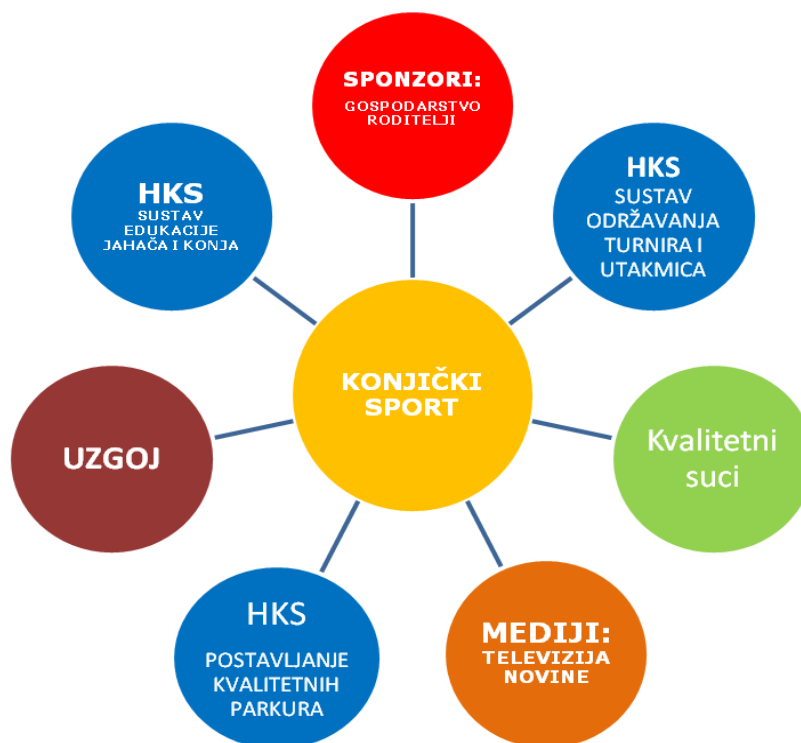 SPONZORI:
GOSPODARSTVO
RODITELJI
HKS
SUSTAV
EDUKACIJE
JAHAČA I KONJA
HKS
SUSTAV
ODRŽAVANJA
TURNIRA I
UTAKMICA
KONJIČKI
SPORT
UZGOJ
Kvalitetni
suci
HKS
POSTAVLJANJE
KVALITETNIH
PARKURA
MEDIJI:
TELEVIZIJA
NOVINE